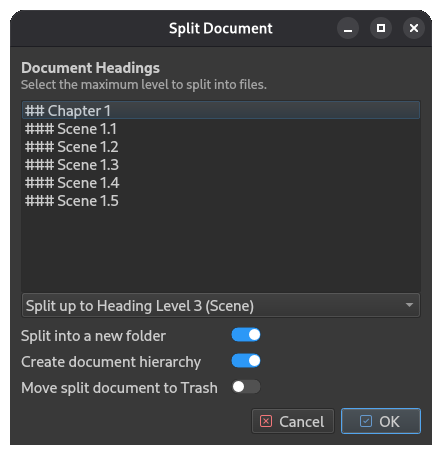 Split Document
Document Headings
Select the maximum level to split into files.
## Chapter 1
### Scene 1.1
### Scene 1.2
### Scene 1.3
### Scene 1.4
### Scene 1.5
Split up to Heading Level 3 (Scene)
Split into a new folder
Create document hierarchy
Move split document to Trash
Cancel
OK